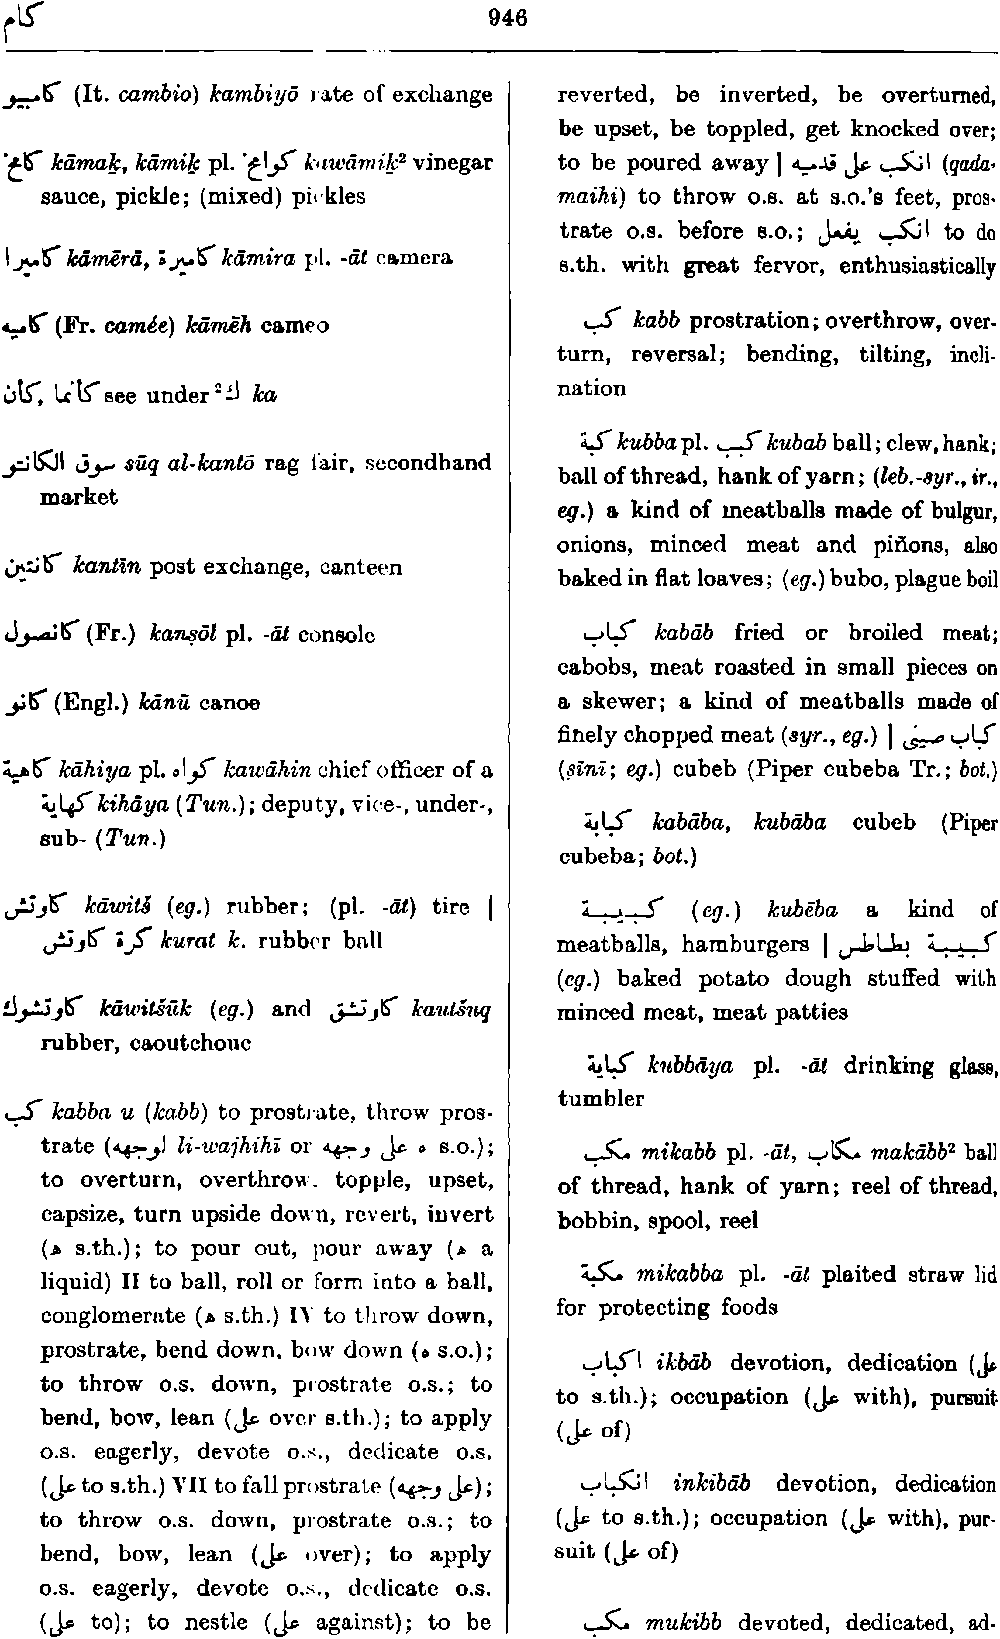 كام
946
كامبيو (It. cambio) kambiyō rate of exchange
كامخ kāmaḵ, kāmiḵ pl. كوامخ kawāmiḵ² vinegar
sauce, pickle; (mixed) pickles
كاميرا kāmērā, كاميرة kāmira pl. -āt camera
كاميه (Fr. camée) kāmēh cameo
كأن, كأنما see under ²ك ka
سوق الكانتو sūq al-kantō rag fair, secondhand
market
كانتين kantīn post exchange, canteen
كانصول (Fr.) kanṣōl pl. -āt console
كانو (Engl.) kānū canoe
كاهية kāhiya pl. كواه kawāhin chief officer of a
كهاية kihāya (Tun.); deputy, vice-, under-,
sub- (Tun.)
كاوتش kāwitš (eg.) rubber; (pl. -āt) tire |
كرة كاوتش kurat k. rubber ball
كاوتشوك kāwitšūk (eg.) and كاوتشق kautšuq
rubber, caoutchouc
كب kabba u (kabb) to prostrate, throw pros-
trate (لوجهه li-wajhihī or على وجهه ه s.o.);
to overturn, overthrow, topple, upset,
capsize, turn upside down, revert, invert
(ه s.th.); to pour out, pour away (ه a
liquid) II to ball, roll or form into a ball,
conglomerate (ه s.th.) IV to throw down,
prostrate, bend down, bow down (ه s.o.);
to throw o.s. down, prostrate o.s.; to
bend, bow, lean (على over s.th.); to apply
o.s. eagerly, devote o.s., dedicate o.s.
(على to s.th.) VII to fall prostrate (على وجهه);
to throw o.s. down, prostrate o.s.; to
bend, bow, lean (على over); to apply
o.s. eagerly, devote o.s., dedicate o.s.
(على to); to nestle (على against); to be
reverted, be inverted, be overturned,
be upset, be toppled, get knocked over;
to be poured away | انكب على قدميه (qada-
maihi) to throw o.s. at s.o.'s feet, pros-
trate o.s. before s.o.; انكب يفعل to do
s.th. with great fervor, enthusiastically
كب kabb prostration; overthrow, over-
turn, reversal; bending, tilting, incli-
nation
كبة kubba pl. كبب kubab ball; clew, hank;
ball of thread, hank of yarn; (leb.-syr., ir.,
eg.) a kind of meatballs made of bulgur,
onions, minced meat and piñons, also
baked in flat loaves; (eg.) bubo, plague boil
كباب kabāb fried or broiled meat;
cabobs, meat roasted in small pieces on
a skewer; a kind of meatballs made of
finely chopped meat (syr., eg.) | كباب صيني
(ṣīnī; eg.) cubeb (Piper cubeba Tr.; bot.)
كبابة kabāba, kubāba cubeb (Piper
cubeba; bot.)
كبيبة (eg.) kubēba a kind of
meatballs, hamburgers | كبيبة بطاطس
(eg.) baked potato dough stuffed with
minced meat, meat patties
كباية kubbāya pl. -āt drinking glass,
tumbler
مكب mikabb pl. -āt, مكاب makābb² ball
of thread, hank of yarn; reel of thread,
bobbin, spool, reel
مكبة mikabba pl. -āt plaited straw lid
for protecting foods
اكباب ikbāb devotion, dedication (على
to s.th.); occupation (على with), pursuit
(على of)
انكباب inkibāb devotion, dedication
(على to s.th.); occupation (على with), pur-
suit (على of)
مكب mukibb devoted, dedicated, ad-